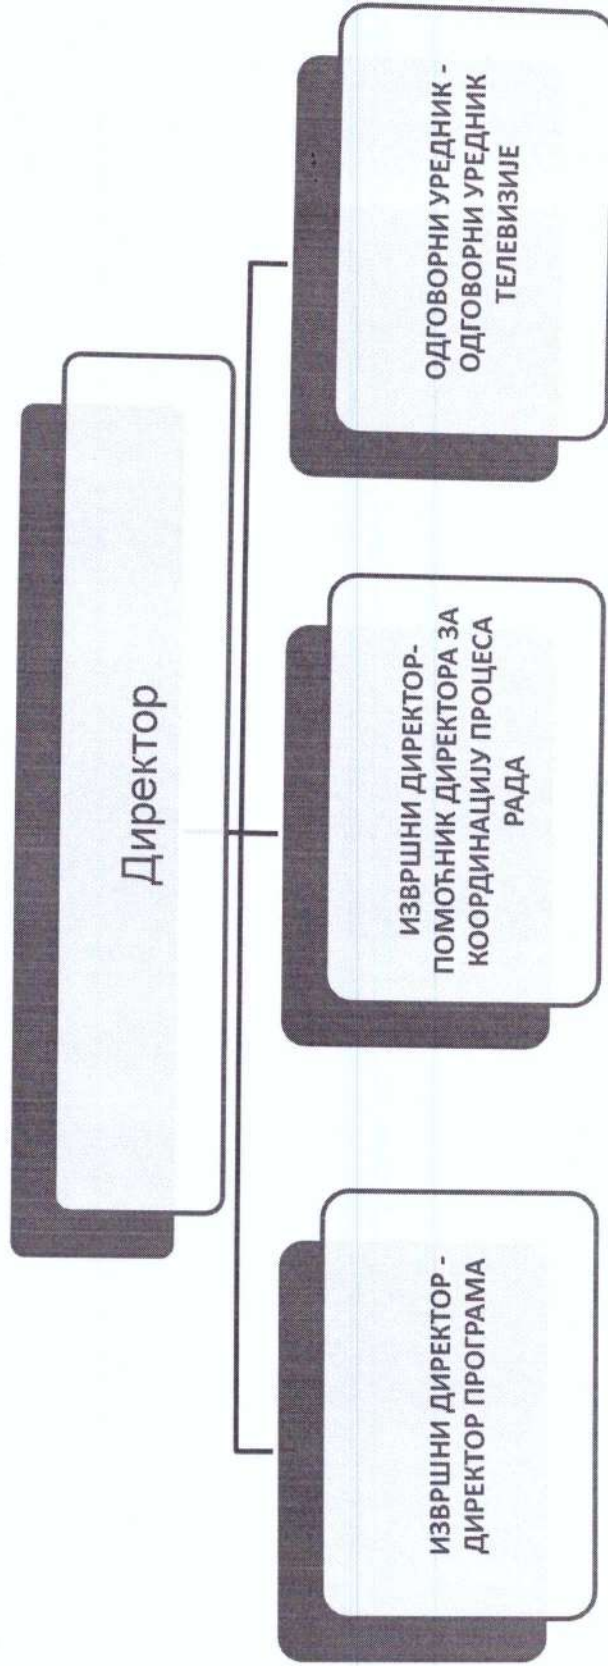 Директор
ИЗВРШНИ ДИРЕКТОР -
ДИРЕКТОР ПРОГРАМА
ИЗВРШНИ ДИРЕКТОР-
ПОМОЋНИК ДИРЕКТОРА ЗА
КООРДИНАЦИЈУ ПРОЦЕСА
РАДА
ОДГОВОРНИ УРЕДНИК -
ОДГОВОРНИ УРЕДНИК
ТЕЛЕВИЗИЈЕ